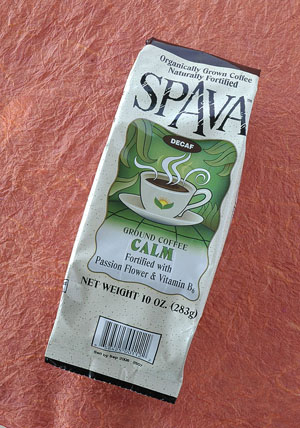 Organically Grown Coffee
Naturally Fortified
SPAVA
DECAF
GROUND COFFEE
CALM
Fortified with
Passion Flower & Vitamin B6
NET WEIGHT 10 OZ. (283g)